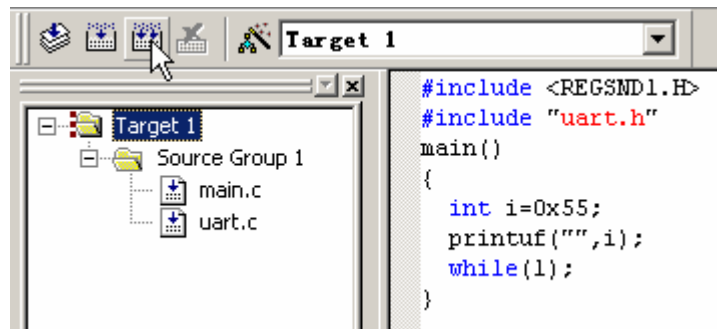 Target 1
Target 1
Source Group 1
main.c
uart.c
#include <REGSND1.H>
#include "uart.h"
main()
{
int i=0x55;
printuf("",i);
while(1);
}